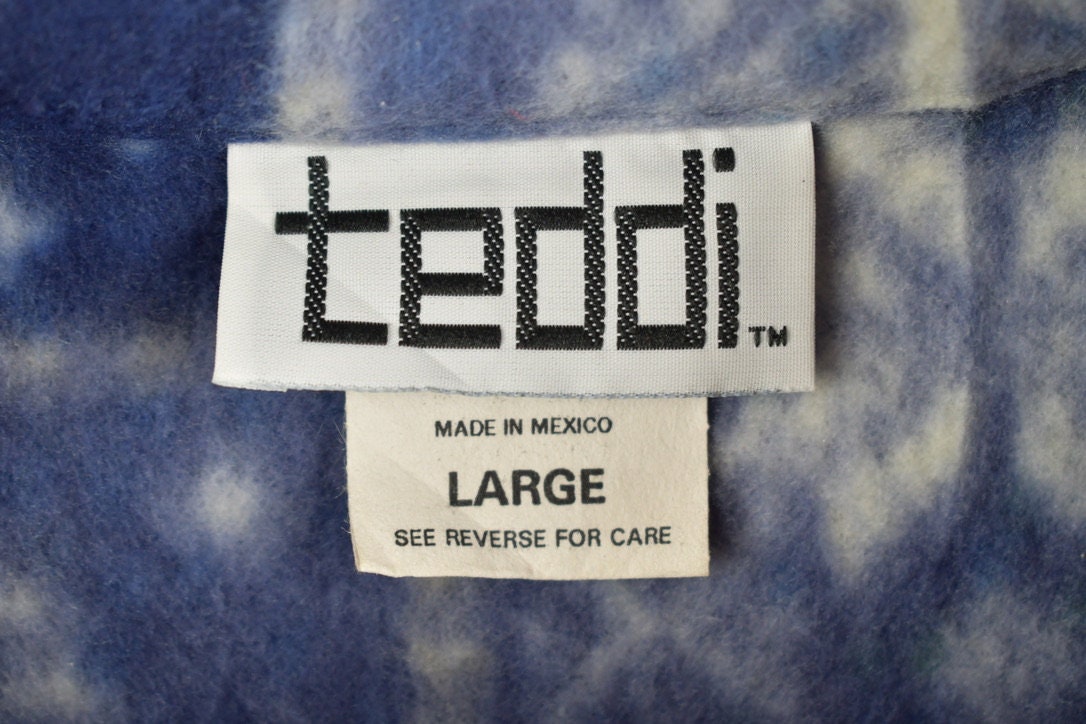 teddi™
MADE IN MEXICO
LARGE
SEE REVERSE FOR CARE